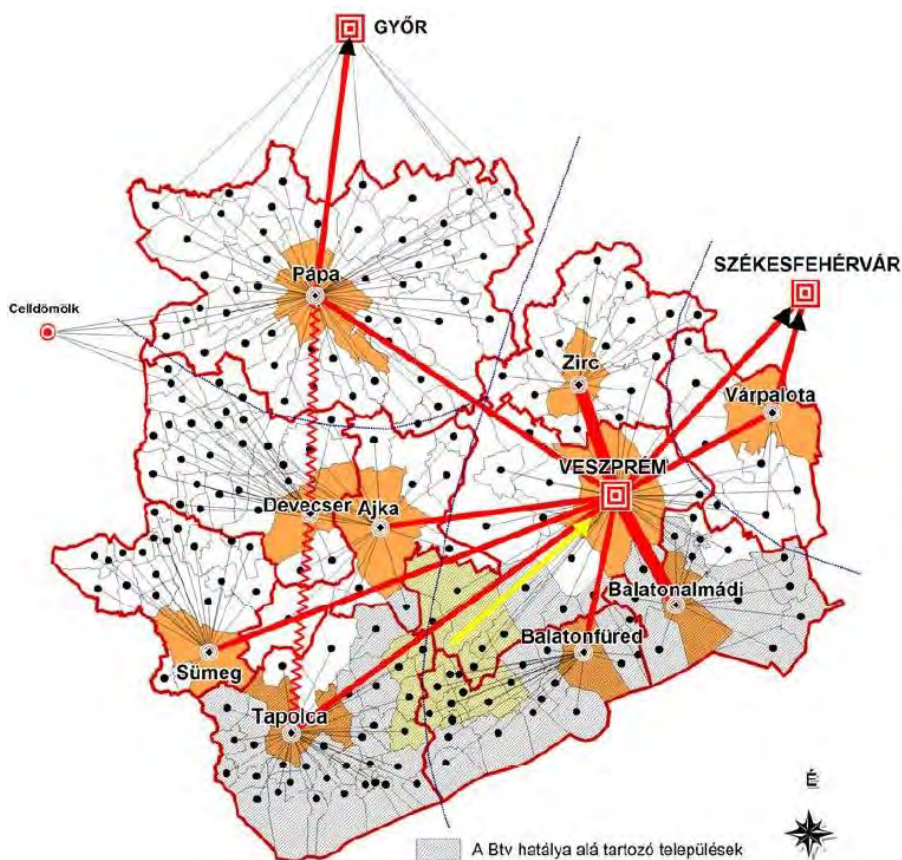 GYŐR
Pápa
SZÉKESFEHÉRVÁR
Celldömölk
Zirc
Várpalota
VESZPRÉM
Devecser
Ajka
Balatonalmádi
Balatonfüred
Sümeg
Tapolca
É
A Btv hatálya alá tartozó települések